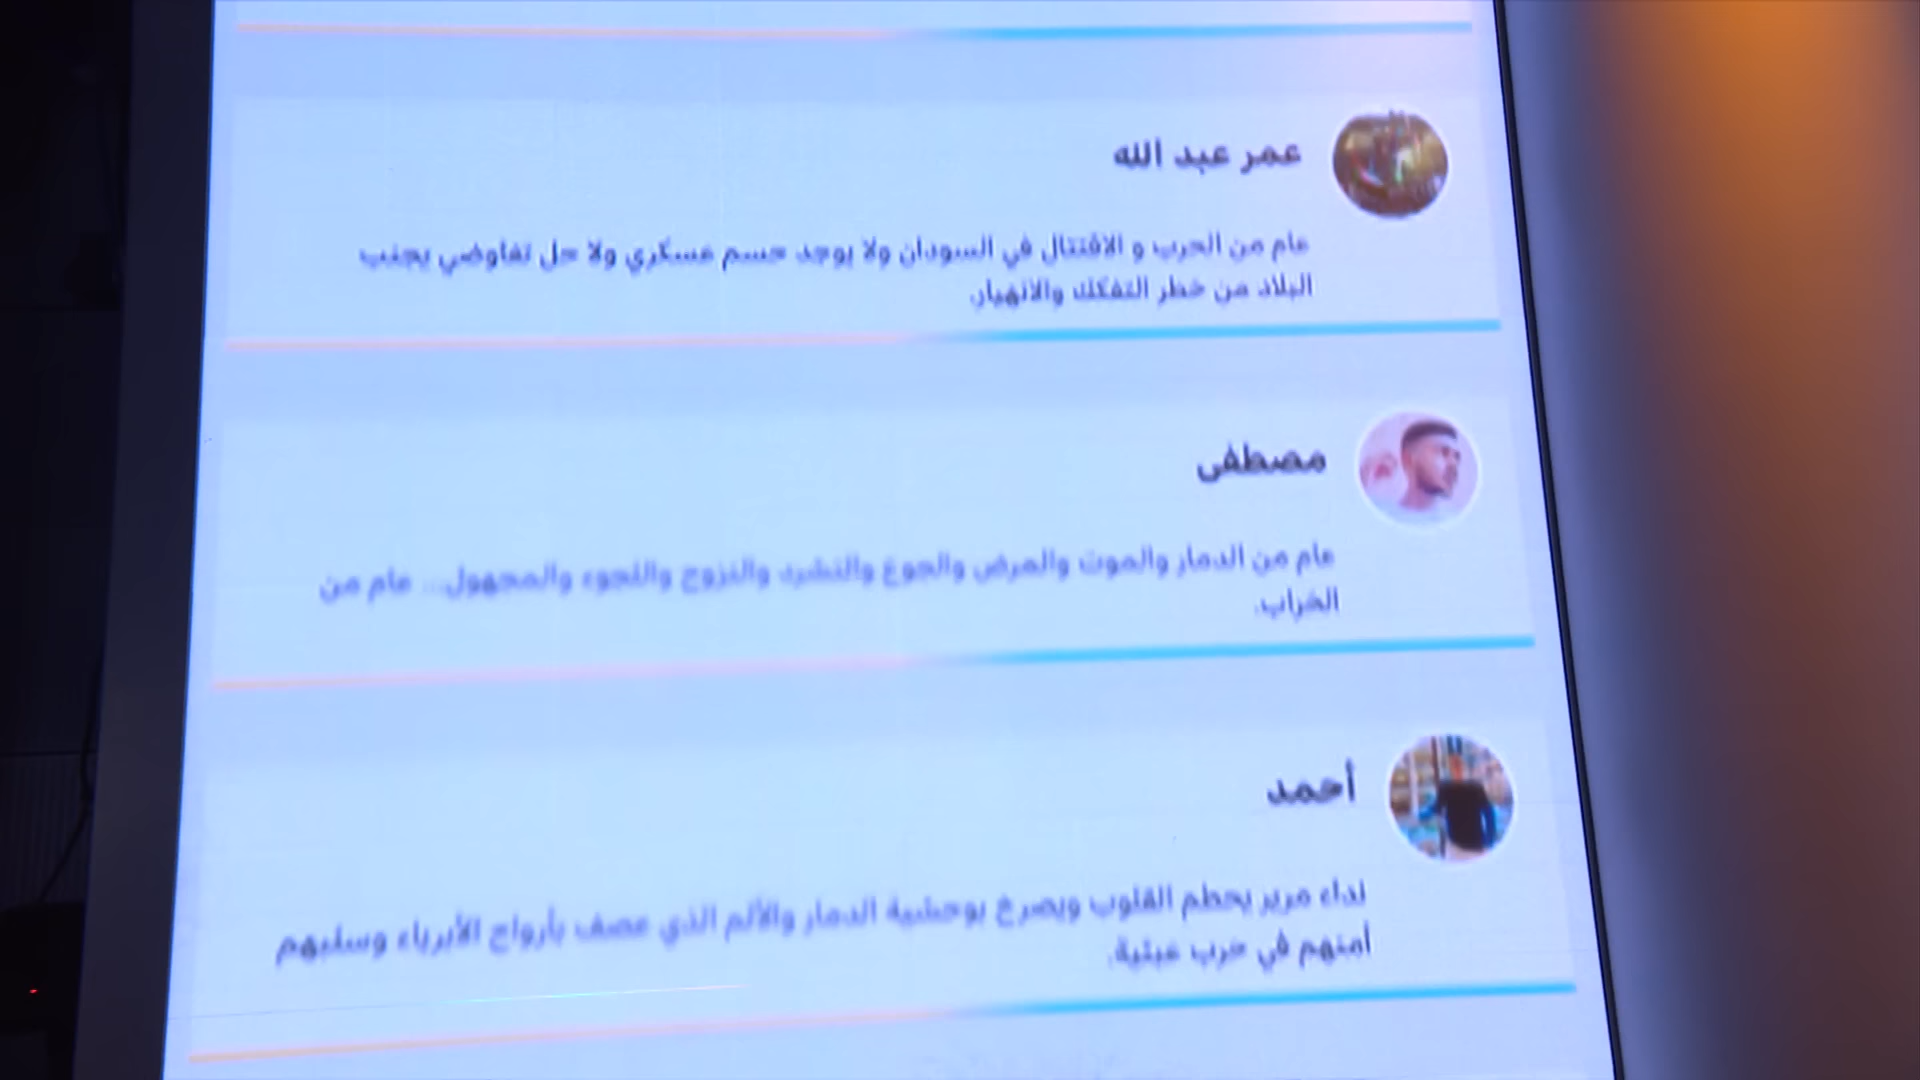 عمر عبد الله
عام من الحرب و الاقتتال في السودان ولا يوجد حسم عسكري ولا حل تفاوضي يجنب
البلاد من خطر التفكك والانهيار.
مصطفى
عام من الدمار والموت والمرض والجوع والتشرد والنزوح واللجوء والمجهول... عام من
الخراب.
أحمد
نداء مرير يحطم القلوب ويصرخ بوحشية الدمار والألم الذي عصف بأرواح الأبرياء وسلبهم
أمنهم في حرب عبثية.